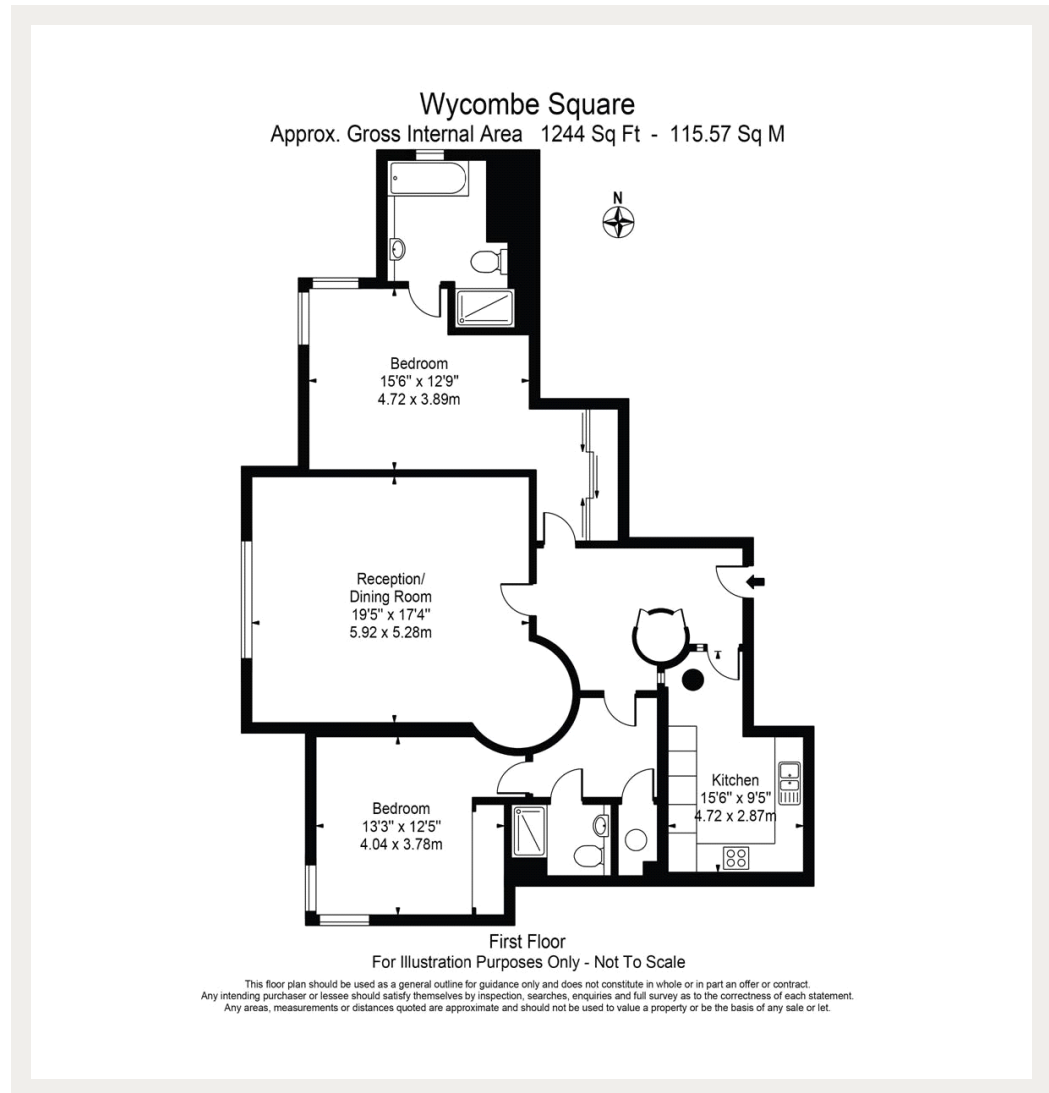 Wycombe Square
Approx. Gross Internal Area 1244 Sq Ft - 115.57 Sq M
N
Bedroom
15'6" x 12'9"
4.72 x 3.89m
Reception/
Dining Room
19'5" x 17'4"
5.92 x 5.28m
Kitchen
15'6" x 9'5"
4.72 x 2.87m
Bedroom
13'3" x 12'5"
4.04 x 3.78m
First Floor
For Illustration Purposes Only - Not To Scale
This floor plan should be used as a general outline for guidance only and does not constitute in whole or in part an offer or contract.
Any intending purchaser or lessee should satisfy themselves by inspection, searches, enquiries and full survey as to the correctness of each statement.
Any areas, measurements or distances quoted are approximate and should not be used to value a property or be the basis of any sale or let.